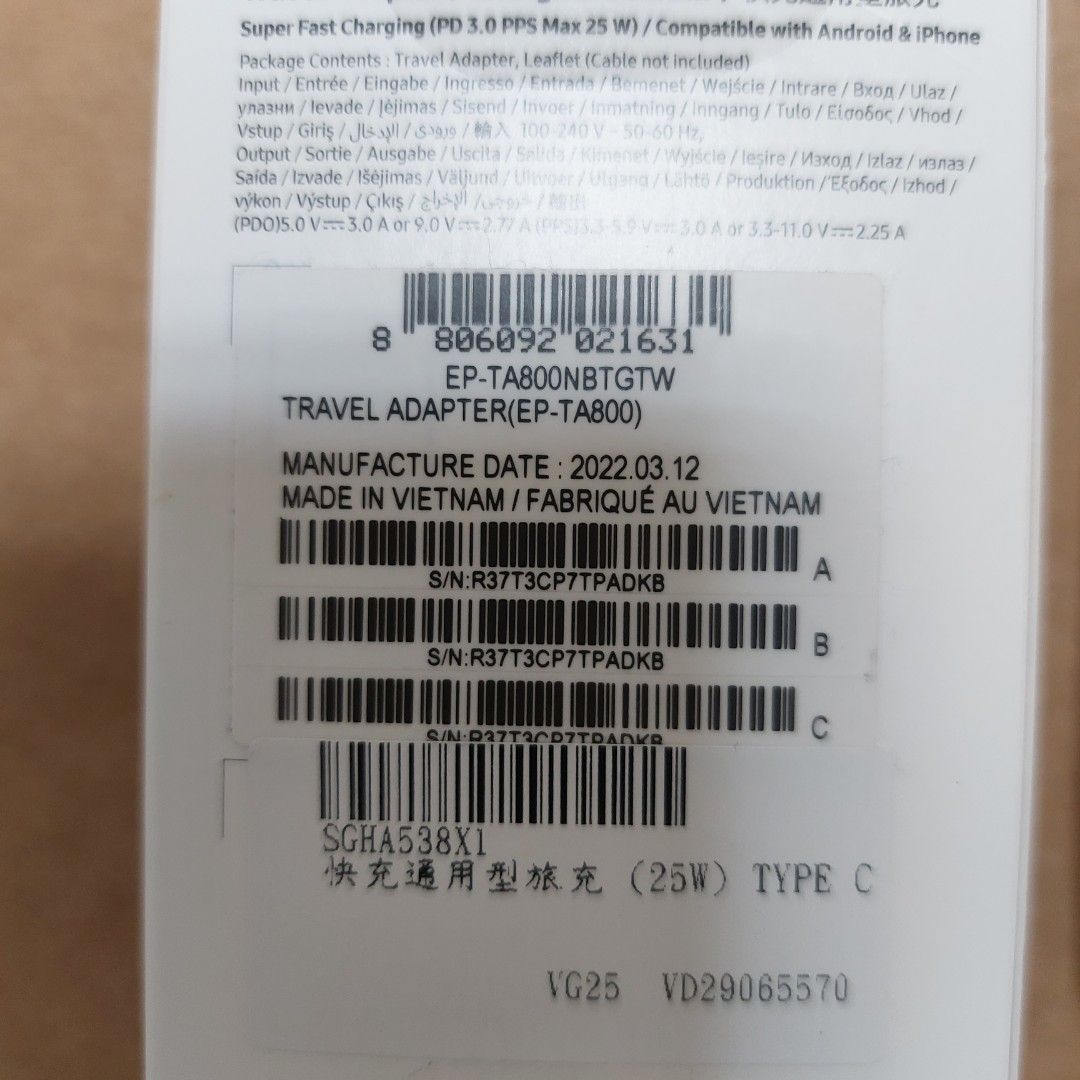 Super Fast Charging (PD 3.0 PPS Max 25 W) / Compatible with Android & iPhone
Package Contents : Travel Adapter, Leaflet (Cable not included)
Input / Entrée / Eingabe / Ingresso / Entrada / Bemenet / Wejście / Intrare / Вход / Ulaz /
улазни / Ievade / Įėjimas / Sisend / Invoer / Inmatning / Inngang / Tulo / Είσοδος / Vhod /
Vstup / Giriş / الإدخال / ورودی / 輸入 100-240 V ~ 50-60 Hz,
Output / Sortie / Ausgabe / Uscita / Salida / Kimenet / Wyjście / Ieşire / Изход / Izlaz / излаз /
Saída / Izvade / Išėjimas / Väljund / Uitvoer / Utgang / Lähtö / Produktion / Έξοδος / Izhod /
výkon / Výstup / Çıkış / الإخراج / خروجی / 輸出
(PDO)5.0 V⎓3.0 A or 9.0 V⎓2.77 A (PPS)3.3-5.9 V⎓3.0 A or 3.3-11.0 V⎓2.25 A
8 806092 021631
EP-TA800NBTGTW
TRAVEL ADAPTER(EP-TA800)
MANUFACTURE DATE : 2022.03.12
MADE IN VIETNAM / FABRIQUÉ AU VIETNAM
A
S/N:R37T3CP7TPADKB
B
S/N:R37T3CP7TPADKB
C
S/N:R37T3CP7TPADKB
SGHA538X1
快充通用型旅充 (25W) TYPE C
VG25 VD29065570